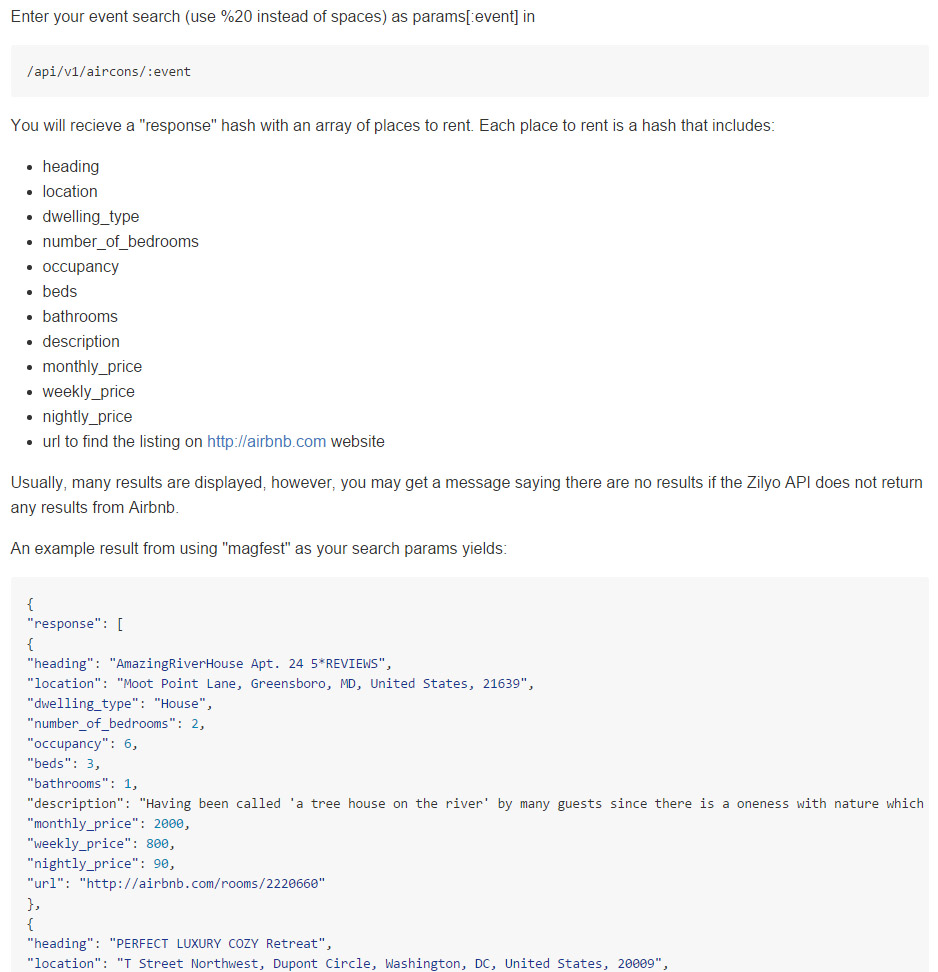 Enter your event search (use %20 instead of spaces) as params[:event] in
/api/v1/aircons/:event
You will recieve a "response" hash with an array of places to rent. Each place to rent is a hash that includes:
• heading
• location
• dwelling_type
• number_of_bedrooms
• occupancy
• beds
• bathrooms
• description
• monthly_price
• weekly_price
• nightly_price
• url to find the listing on http://airbnb.com website
Usually, many results are displayed, however, you may get a message saying there are no results if the Zilyo API does not return
any results from Airbnb.
An example result from using "magfest" as your search params yields:
{
"response": [
{
"heading": "AmazingRiverHouse Apt. 24 5*REVIEWS",
"location": "Moot Point Lane, Greensboro, MD, United States, 21639",
"dwelling_type": "House",
"number_of_bedrooms": 2,
"occupancy": 6,
"beds": 3,
"bathrooms": 1,
"description": "Having been called 'a tree house on the river' by many guests since there is a oneness with nature which
"monthly_price": 2000,
"weekly_price": 800,
"nightly_price": 90,
"url": "http://airbnb.com/rooms/2220660"
},
{
"heading": "PERFECT LUXURY COZY Retreat",
"location": "T Street Northwest, Dupont Circle, Washington, DC, United States, 20009",